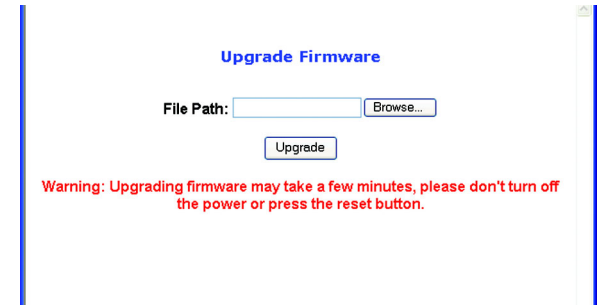 Upgrade Firmware
File Path: Browse...
Upgrade
Warning: Upgrading firmware may take a few minutes, please don't turn off
the power or press the reset button.